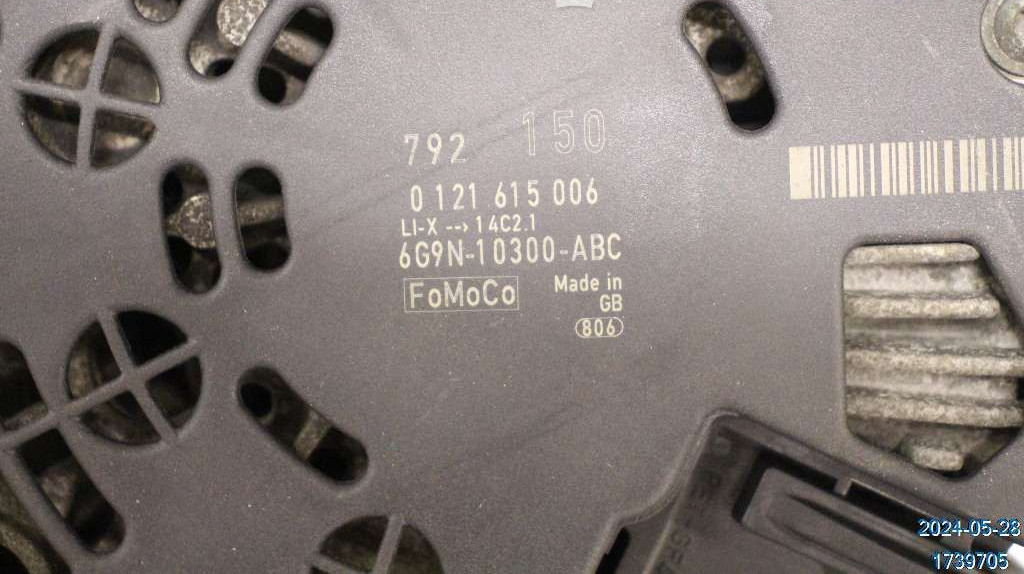 792 150
0 121 615 006
LI-X --> 14C2.1
6G9N-10300-ABC
FoMoCo
Made in
GB
806
2024-05-28
1739705